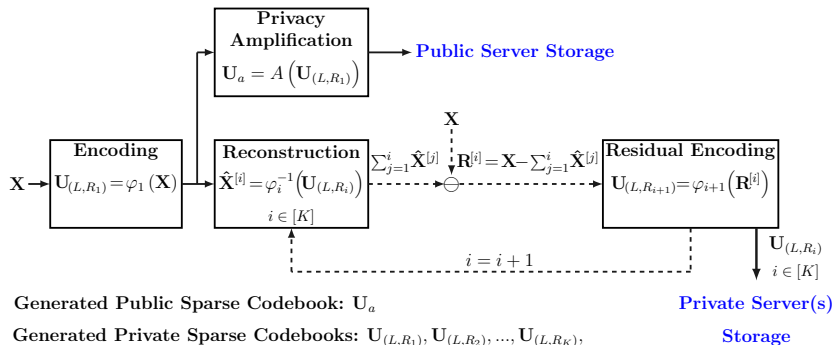 Privacy
Amplification
U_a = A (U_(L,R_1))
Public Server Storage
X
Encoding
U_(L,R_1) = φ_1 (X)
Reconstruction
X̂^[i] = φ_i^{-1} (U_(L,R_i))
i ∈ [K]
∑_{j=1}^{i} X̂^[j]
X
R^[i] = X − ∑_{j=1}^{i} X̂^[j]
Residual Encoding
U_(L,R_{i+1}) = φ_{i+1} (R^[i])
i = i + 1
U_(L,R_i)
i ∈ [K]
Generated Public Sparse Codebook: U_a
Private Server(s)
Generated Private Sparse Codebooks: U_(L,R_1), U_(L,R_2), ..., U_(L,R_K),
Storage